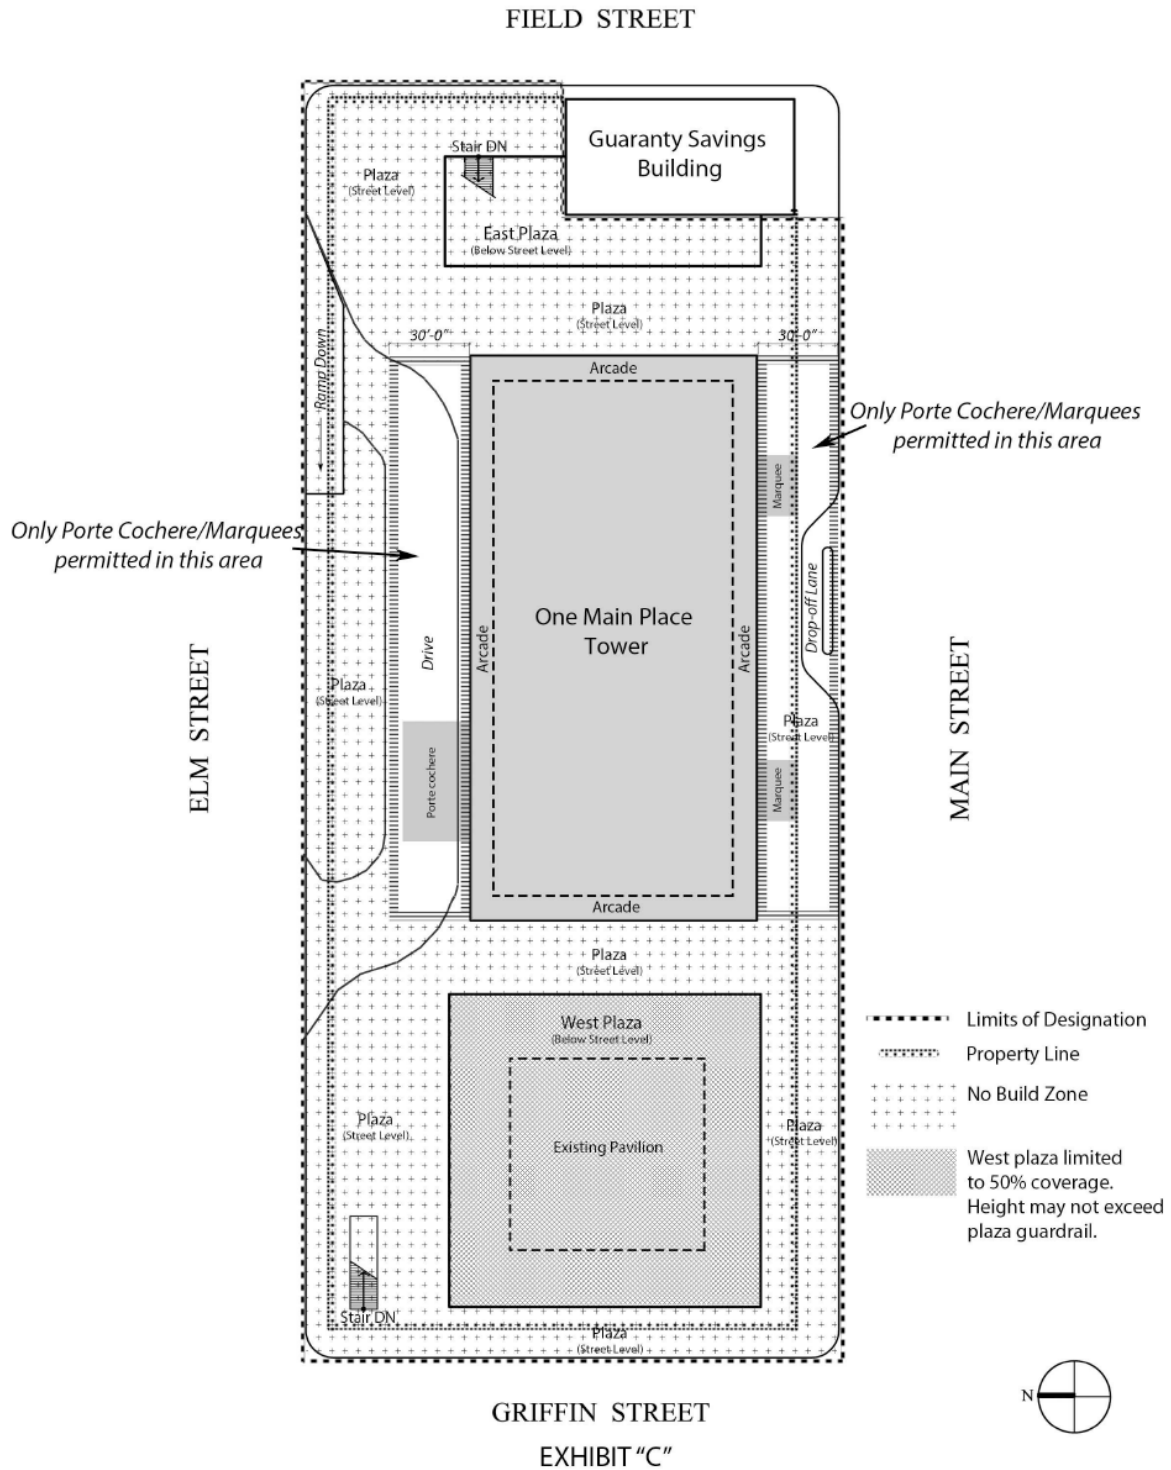 FIELD STREET
Guaranty Savings
Building
Stair DN
Plaza
(Street Level)
East Plaza
(Below Street Level)
Plaza
(Street Level)
30'-0"
30'-0"
Ramp Down
Arcade
Only Porte Cochere/Marquees
permitted in this area
Marquee
Only Porte Cochere/Marquees
permitted in this area
Drop-off Lane
One Main Place
Tower
Arcade
Arcade
Drive
ELM STREET
MAIN STREET
Plaza
(Street Level)
Plaza
(Street Level)
Porte cochere
Marquee
Arcade
Plaza
(Street Level)
West Plaza
(Below Street Level)
Limits of Designation
Property Line
No Build Zone
Plaza
(Street Level)
Plaza
(Street Level)
Existing Pavilion
West plaza limited
to 50% coverage.
Height may not exceed
plaza guardrail.
Stair DN
Plaza
(Street Level)
N
GRIFFIN STREET
EXHIBIT "C"